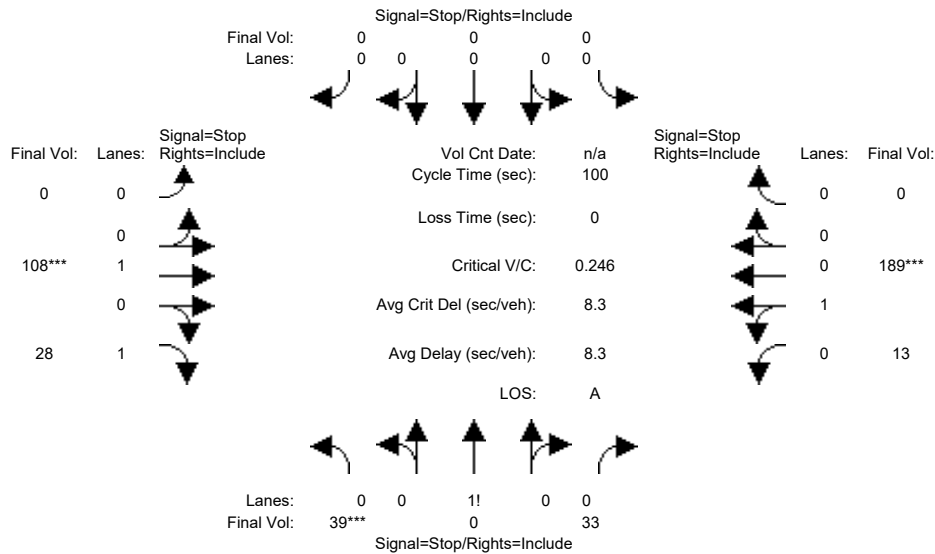 Signal=Stop/Rights=Include
Final Vol: 0 0 0
Lanes: 0 0 0 0 0
Signal=Stop Signal=Stop
Final Vol: Lanes: Rights=Include Vol Cnt Date: n/a Rights=Include Lanes: Final Vol:
Cycle Time (sec): 100
0 0 0 0
Loss Time (sec): 0
0 0
108*** 1 Critical V/C: 0.246 0 189***
0 Avg Crit Del (sec/veh): 8.3 1
28 1 Avg Delay (sec/veh): 8.3 0 13
LOS: A
Lanes: 0 0 1! 0 0
Final Vol: 39*** 0 33
Signal=Stop/Rights=Include